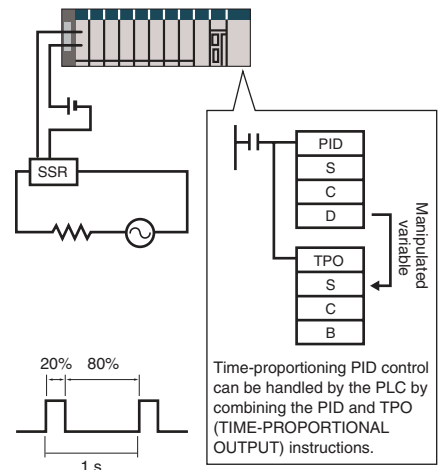 SSR
PID
S
C
D
Manipulated
variable
TPO
S
C
B
Time-proportioning PID control
can be handled by the PLC by
combining the PID and TPO
(TIME-PROPORTIONAL
OUTPUT) instructions.
20% 80%
1 s